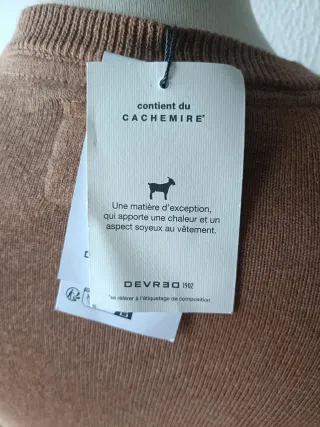 contient du
CACHEMIRE*
Une matière d'exception,
qui apporte une chaleur et un
aspect soyeux au vêtement.
DEVRED 1902
*se référer à l'étiquetage de composition